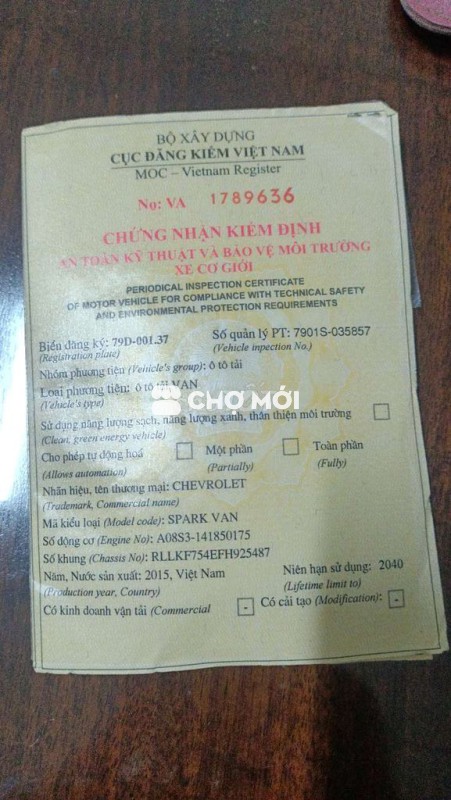 BỘ XÂY DỰNG
CỤC ĐĂNG KIỂM VIỆT NAM
MOC – Vietnam Register
No: VA 1789636
CHỨNG NHẬN KIỂM ĐỊNH
AN TOÀN KỸ THUẬT VÀ BẢO VỆ MÔI TRƯỜNG
XE CƠ GIỚI
PERIODICAL INSPECTION CERTIFICATE
OF MOTOR VEHICLE FOR COMPLIANCE WITH TECHNICAL SAFETY
AND ENVIRONMENTAL PROTECTION REQUIREMENTS
Biển đăng ký: 79D-001.37 Số quản lý PT: 7901S-035857
(Registration plate) (Vehicle inpection No.)
Nhóm phương tiện (Vehicle's group): ô tô tải
Loại phương tiện: ô tô tải VAN
(Vehicle's type)
CHỢ MỚI
Sử dụng năng lượng sạch, năng lượng xanh, thân thiện môi trường
(Clean, green energy vehicle)
Cho phép tự động hoá Một phần Toàn phần
(Allows automation) (Partially) (Fully)
Nhãn hiệu, tên thương mại: CHEVROLET
(Trademark, Commercial name)
Mã kiểu loại (Model code): SPARK VAN
Số động cơ (Engine No): A08S3-141850175
Số khung (Chassis No): RLLKF754EFH925487
Năm, Nước sản xuất: 2015, Việt Nam Niên hạn sử dụng: 2040
(Production year, Country) (Lifetime limit to)
Có kinh doanh vận tải (Commercial - Có cải tạo (Modification): -